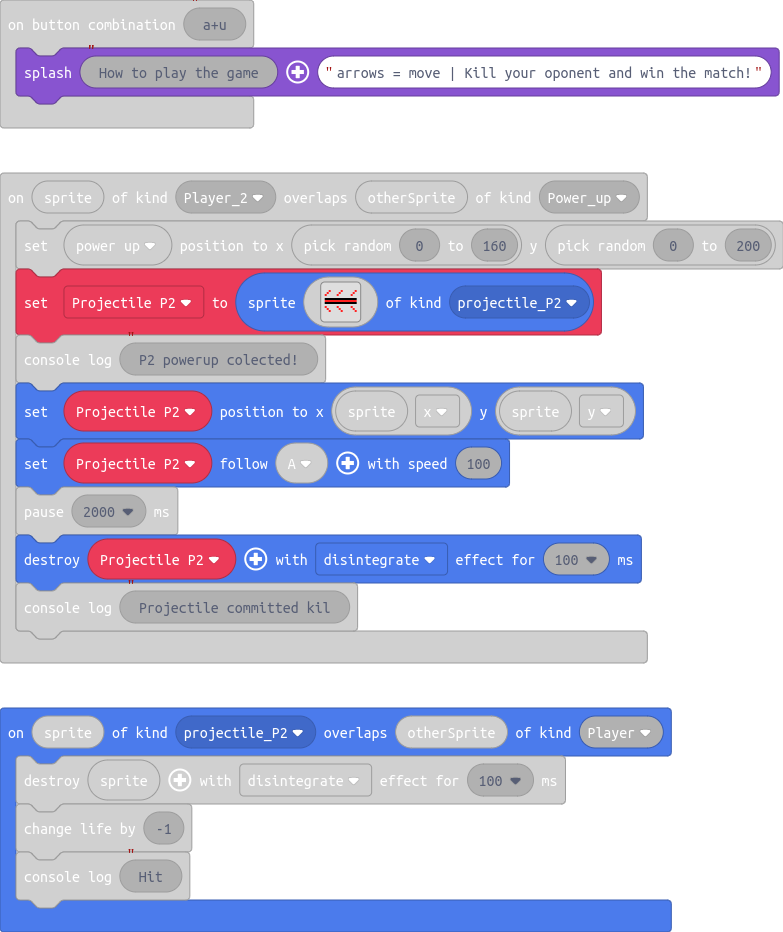 on button combination a+u
splash How to play the game "arrows = move | Kill your oponent and win the match!"
on sprite of kind Player_2 overlaps otherSprite of kind Power_up
set power up position to x pick random 0 to 160 y pick random 0 to 200
set Projectile P2 to sprite of kind projectile_P2
console log P2 powerup colected!
set Projectile P2 position to x sprite x y sprite y
set Projectile P2 follow A with speed 100
pause 2000 ms
destroy Projectile P2 with disintegrate effect for 100 ms
console log Projectile committed kil
on sprite of kind projectile_P2 overlaps otherSprite of kind Player
destroy sprite with disintegrate effect for 100 ms
change life by -1
console log Hit